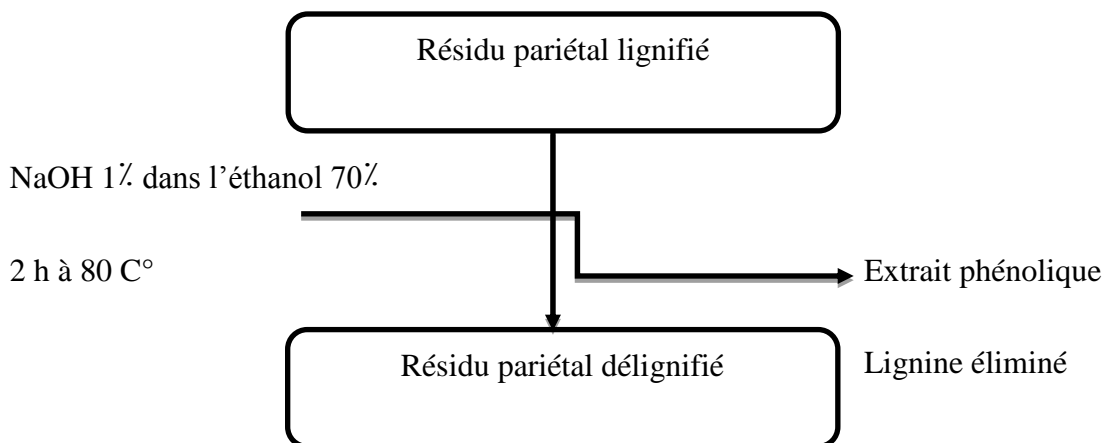 Résidu pariétal lignifié
NaOH 1٪ dans l’éthanol 70٪
2 h à 80 C°
Extrait phénolique
Résidu pariétal délignifié
Lignine éliminé